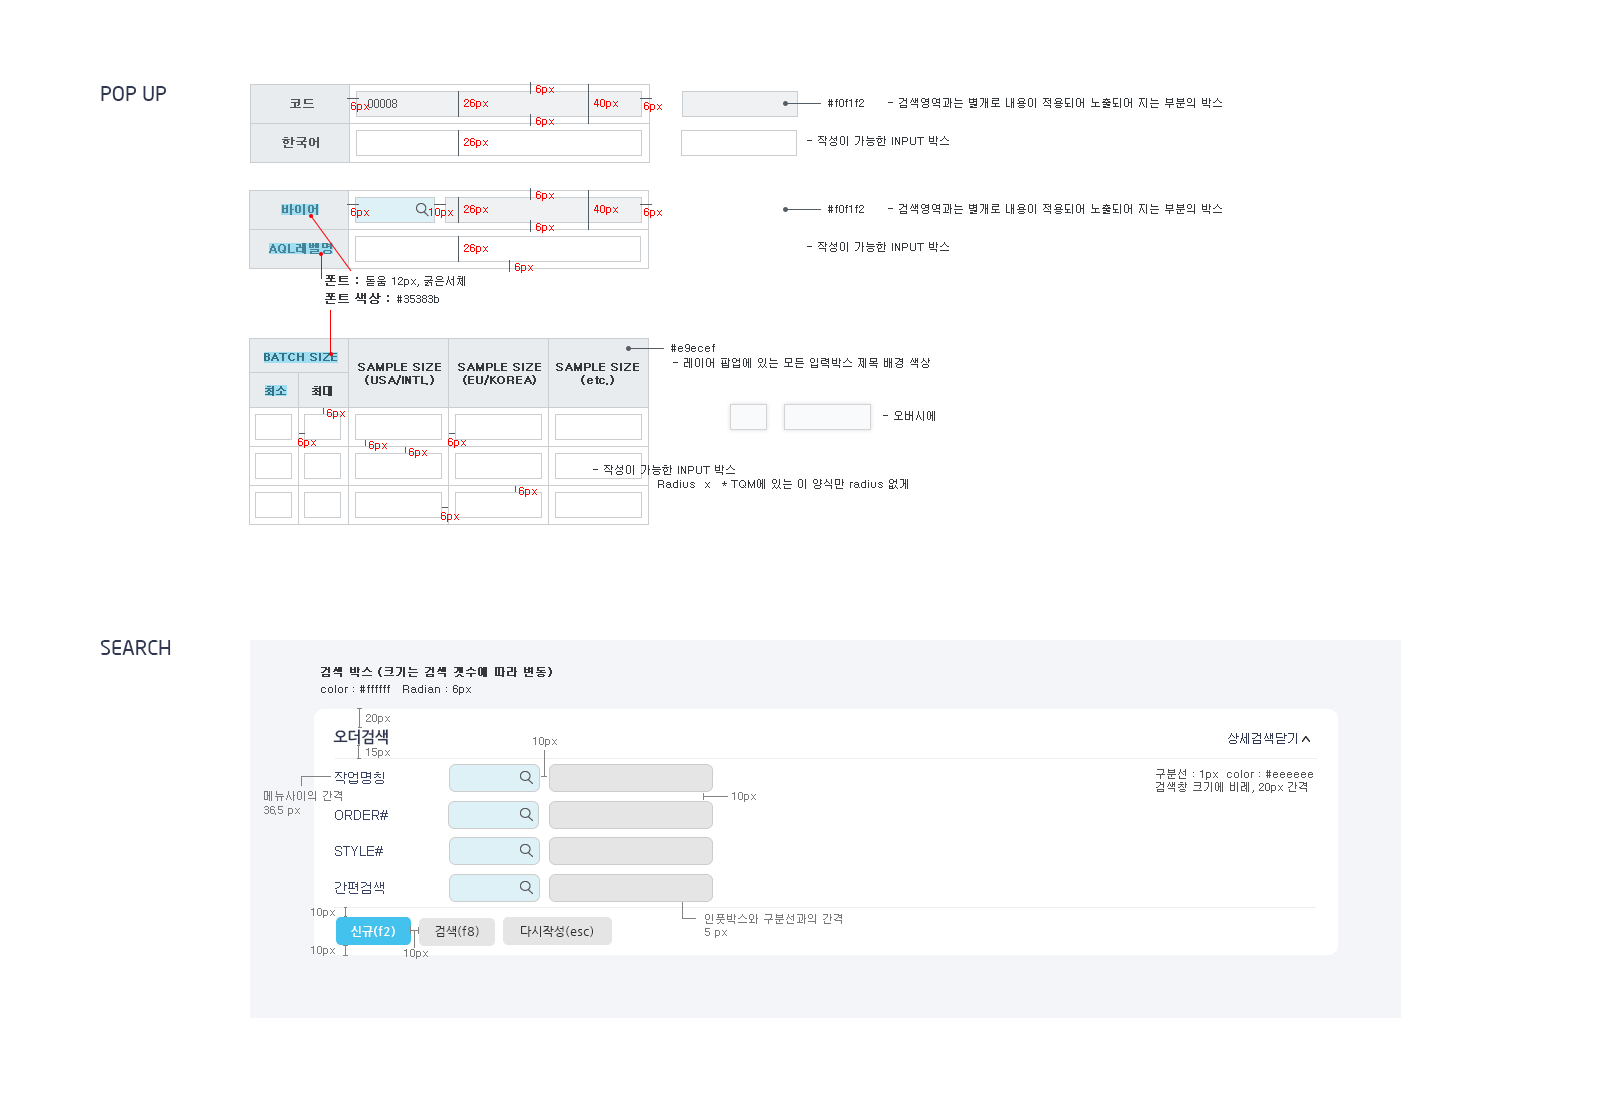 POP UP
코드
00008
6px
26px
6px
6px
40px
6px
#f0f1f2
- 검색영역과는 별개로 내용이 적용되어 노출되어 지는 부분의 박스
한국어
26px
- 작성이 가능한 INPUT 박스
바이어
6px
10px
26px
6px
6px
40px
6px
#f0f1f2
- 검색영역과는 별개로 내용이 적용되어 노출되어 지는 부분의 박스
AQL레벨명
26px
6px
- 작성이 가능한 INPUT 박스
폰트 : 돋움 12px, 굵은서체
폰트 색상 : #35383b
BATCH SIZE
최소
최대
SAMPLE SIZE
(USA/INTL.)
SAMPLE SIZE
(EU/KOREA)
SAMPLE SIZE
(etc.)
#e9ecef
- 레이어 팝업에 있는 모든 입력박스 제목 배경 색상
6px
6px
6px
6px
6px
- 오버시에
- 작성이 가능한 INPUT 박스
Radius x * TQM에 있는 이 양식만 radius 없게
6px
6px
SEARCH
검색 박스 (크기는 검색 갯수에 따라 변동)
color : #ffffff Radian : 6px
20px
오더검색
15px
10px
상세검색닫기
작업명칭
구분선 : 1px color : #eeeeee
검색창 크기에 비례, 20px 간격
메뉴사이의 간격
36.5 px
10px
ORDER#
STYLE#
간편검색
10px
인풋박스와 구분선과의 간격
5 px
신규(f2)
검색(f8)
다시작성(esc)
10px
10px